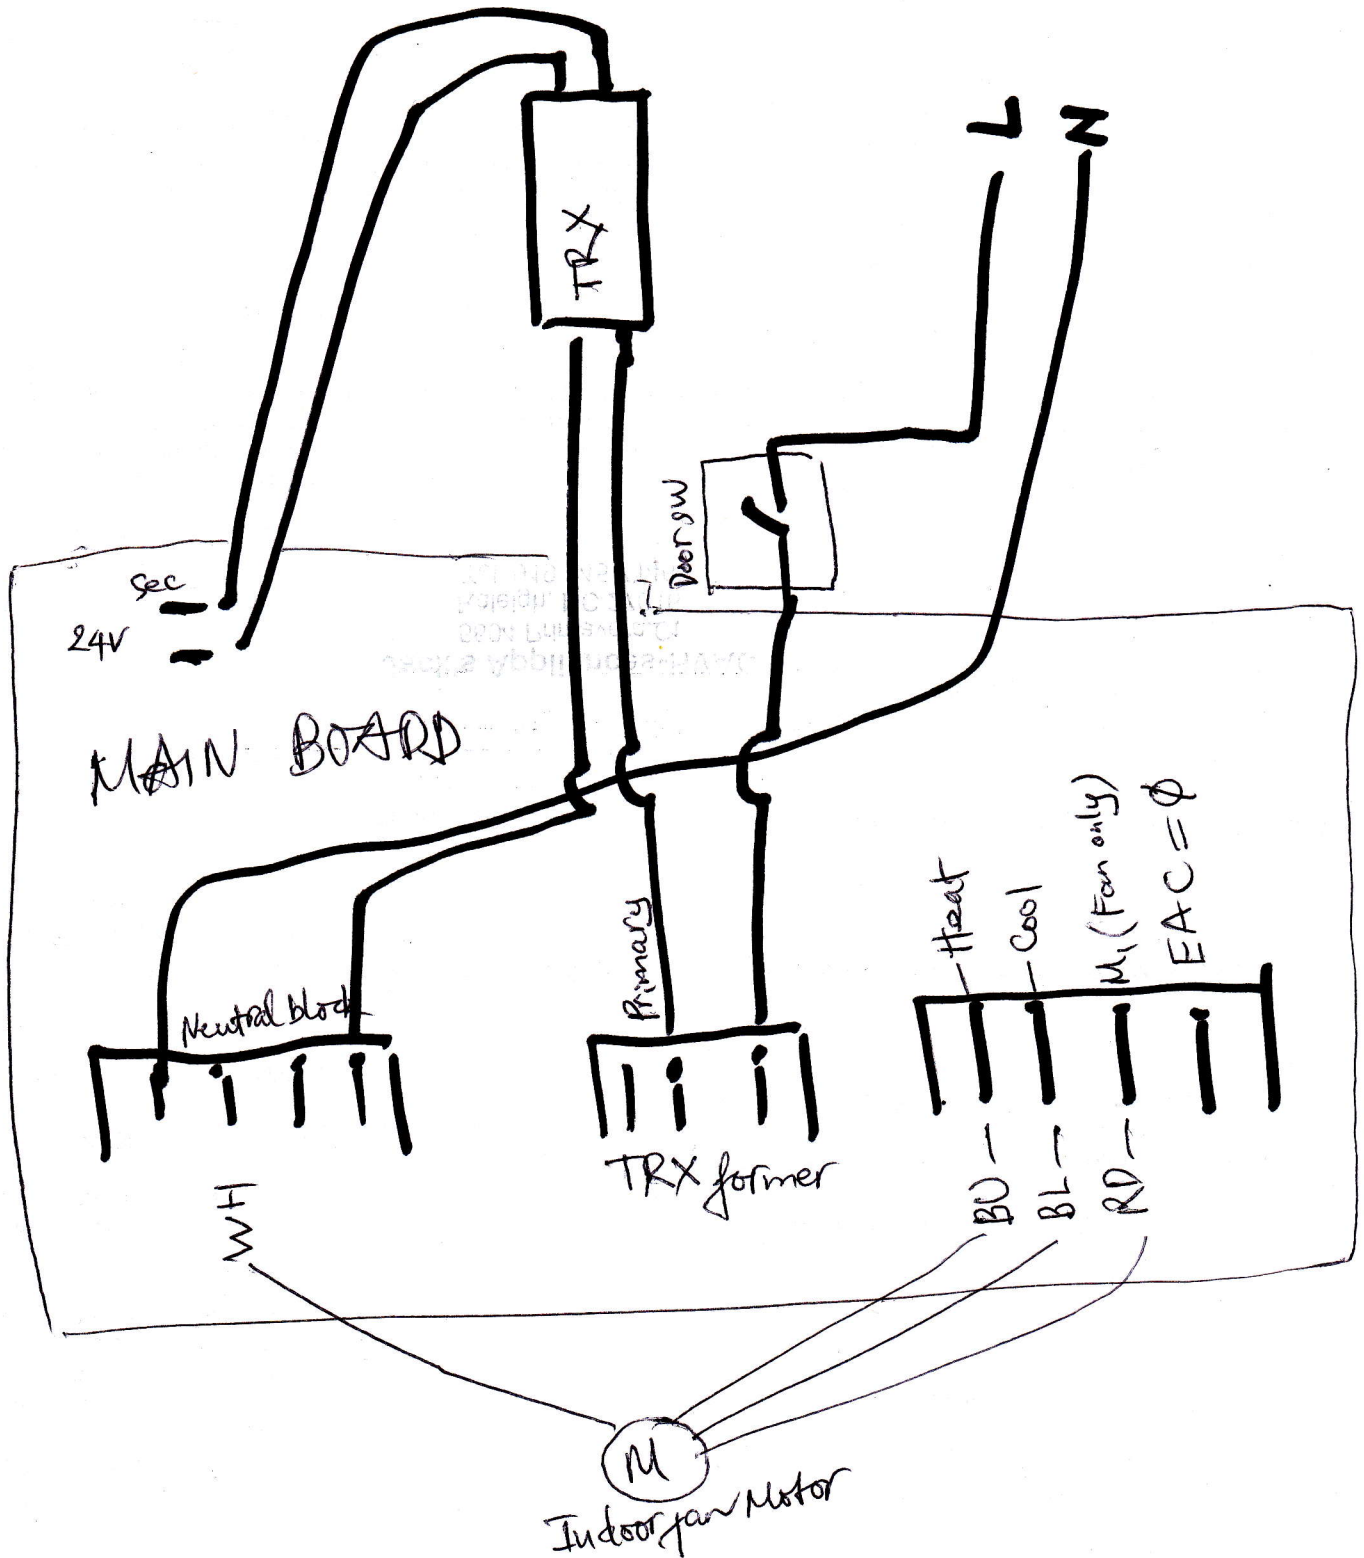 L
N
TRX
Door SW
Sec
24V
MAIN BOARD
Heat
Cool
M1 (Fan only)
EAC = ϕ
Primary
Neutral block
TRX former
WH
BU
BL
RD
M
Indoor fan Motor